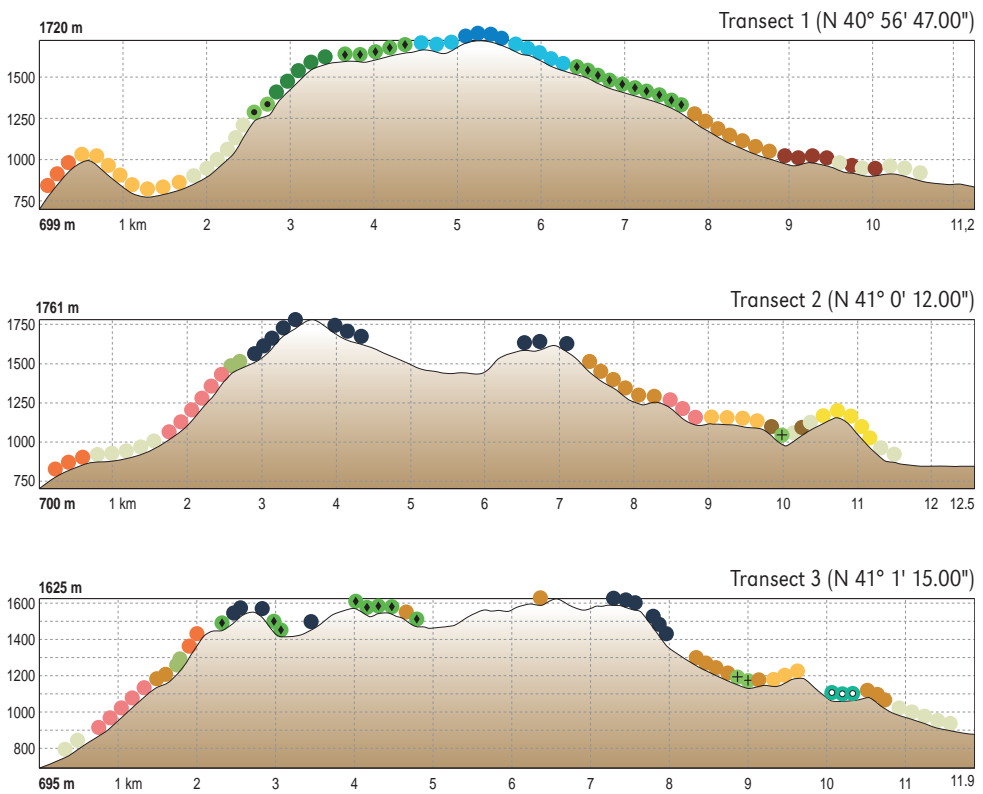 Transect 1 (N 40° 56' 47.00")
1720 m
1500
1250
1000
750
699 m 1 km 2 3 4 5 6 7 8 9 10 11,2
Transect 2 (N 41° 0' 12.00")
1761 m
1750
1500
1250
1000
750
700 m 1 km 2 3 4 5 6 7 8 9 10 11 12 12.5
Transect 3 (N 41° 1' 15.00")
1625 m
1600
1400
1200
1000
800
695 m 1 km 2 3 4 5 6 7 8 9 10 11 11.9